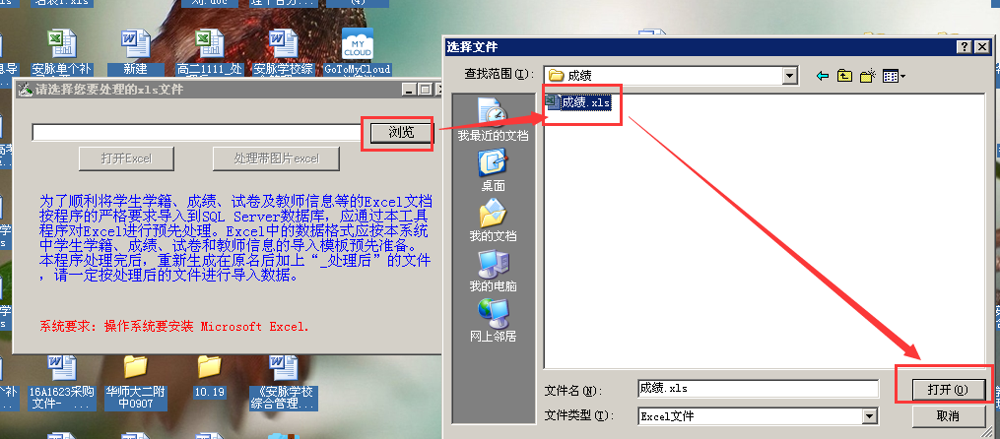 名表1.xls
刘.doc
理平百万...
(4)
安脉单个补
新建
高二1111_处
安脉学校综
MY
CLOUD
GoToMyCloud
请选择您要处理的xls文件
浏览
打开Excel
处理带图片excel
为了顺利将学生学籍、成绩、试卷及教师信息等的Excel文档
按程序的严格要求导入到SQL Server数据库，应通过本工具
程序对Excel进行预先处理。Excel中的数据格式应按本系统
中学生学籍、成绩、试卷和教师信息的导入模板预先准备。
本程序处理完后，重新生成在原名后加上“_处理后”的文件
，请一定按处理后的文件进行导入数据。
系统要求：操作系统要安装 Microsoft Excel.
选择文件
查找范围(I):
成绩
成绩.xls
我最近的文档
桌面
我的文档
我的电脑
网上邻居
文件名(N):
成绩.xls
打开(O)
文件类型(T):
Excel文件
取消
16A1623采购
文件- ...
华师大二附
中0907
10.19
《安脉学校
综合管理...